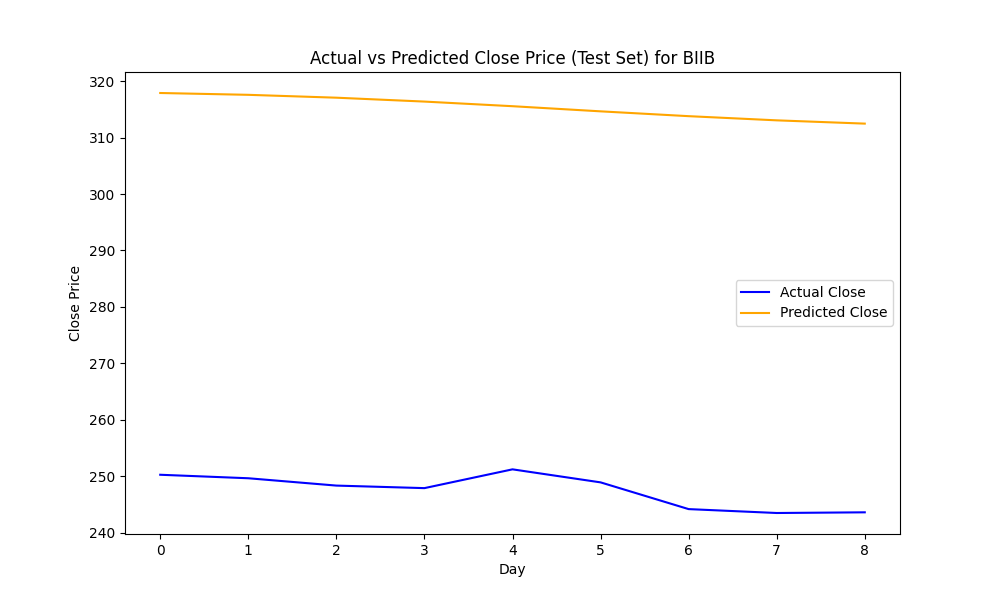 Actual vs Predicted Close Price (Test Set) for BIIB
320
310
300
290
280
270
260
250
240
Close Price
Actual Close
Predicted Close
0 1 2 3 4 5 6 7 8
Day